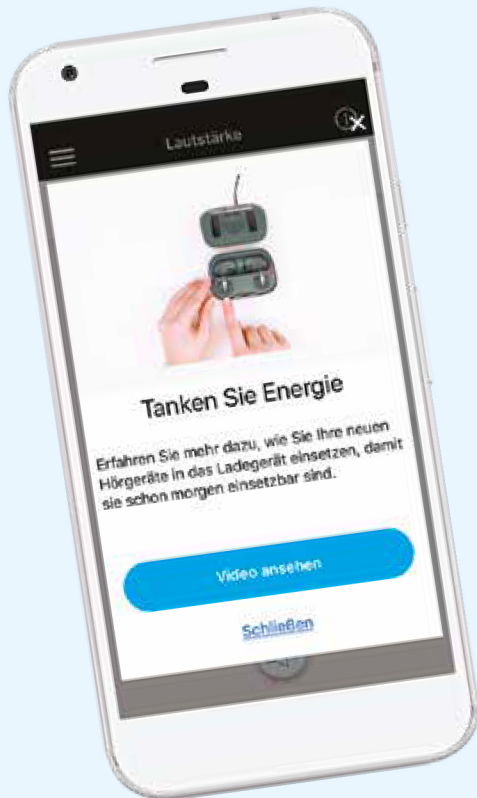 Lautstärke
Tanken Sie Energie
Erfahren Sie mehr dazu, wie Sie Ihre neuen
Hörgeräte in das Ladegerät einsetzen, damit
sie schon morgen einsetzbar sind.
Video ansehen
Schließen